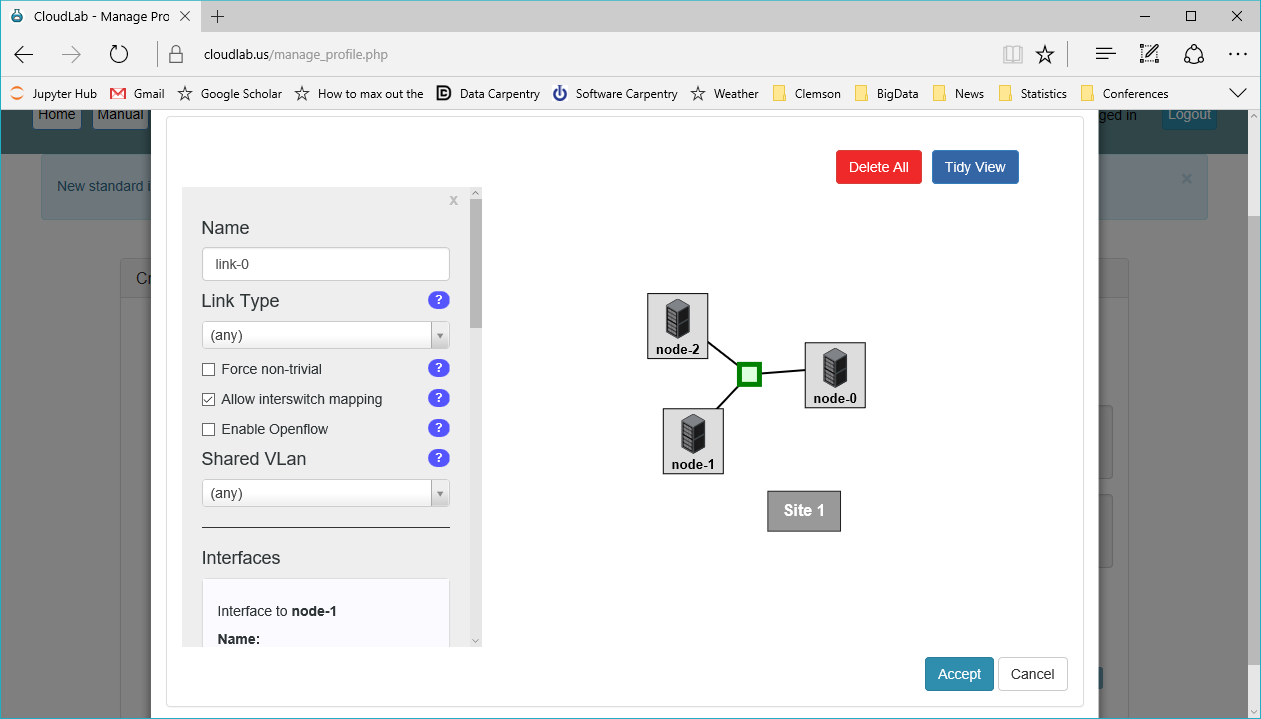 CloudLab - Manage Pro
cloudlab.us/manage_profile.php
Jupyter Hub Gmail Google Scholar How to max out the Data Carpentry Software Carpentry Weather Clemson BigData News Statistics Conferences
Home Manual ged in Logout
New standard i
×
Cr
Delete All Tidy View
x
Name
link-0
Link Type ?
(any)
Force non-trivial ?
Allow interswitch mapping ?
Enable Openflow ?
Shared VLan ?
(any)
Interfaces
Interface to node-1
Name:
node-2
node-0
node-1
Site 1
Accept Cancel